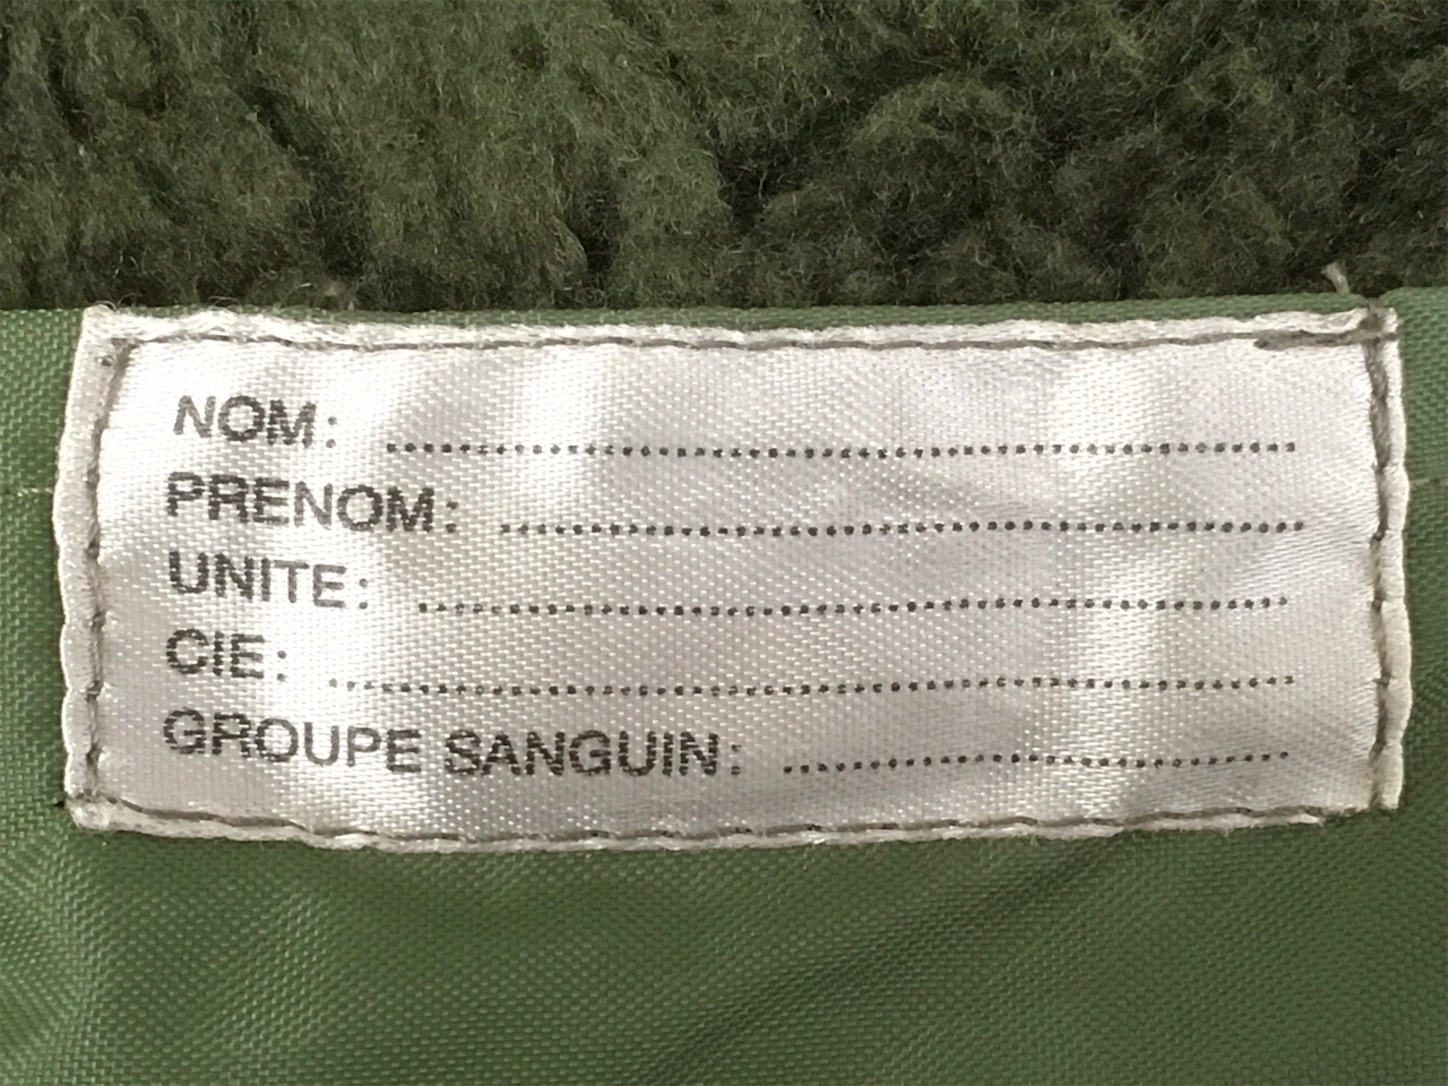 NOM: ..............................................................
PRENOM: ......................................................
UNITE: ..........................................................
CIE: ................................................................
GROUPE SANGUIN: ..................................